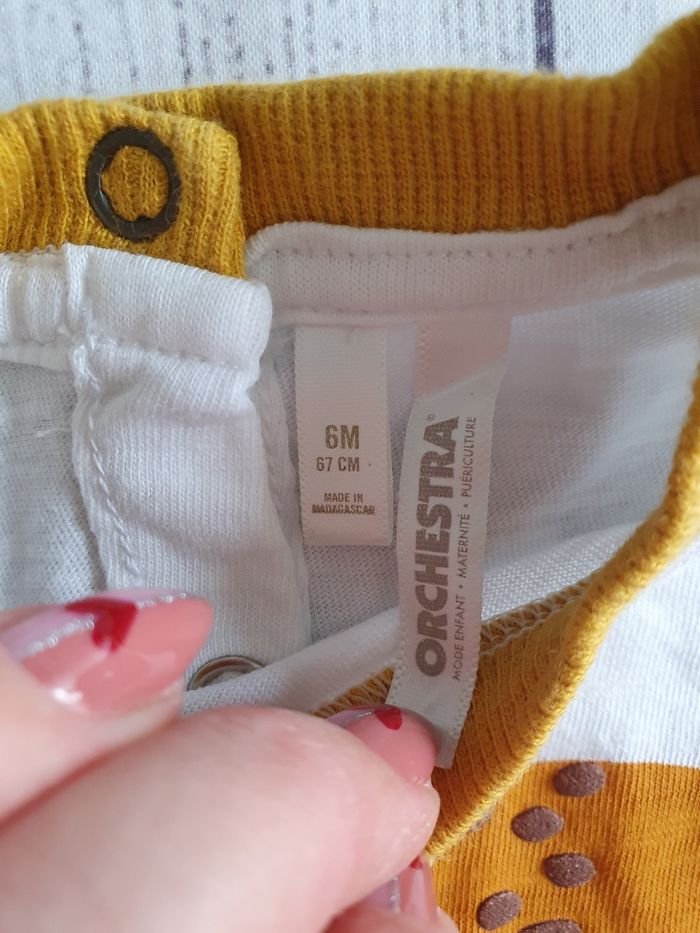 6M
67 CM
MADE IN
MADAGASCAR
ORCHESTRA®
MODE ENFANT • MATERNITÉ • PUÉRICULTURE